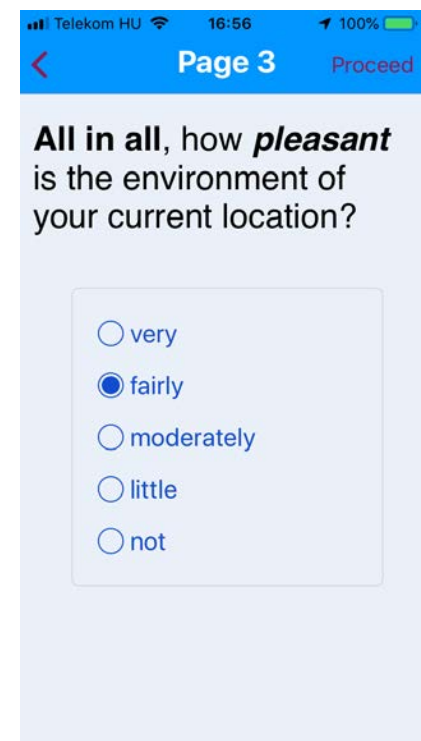 Telekom HU 16:56 100%
Page 3 Proceed
All in all, how pleasant
is the environment of
your current location?
very
fairly
moderately
little
not